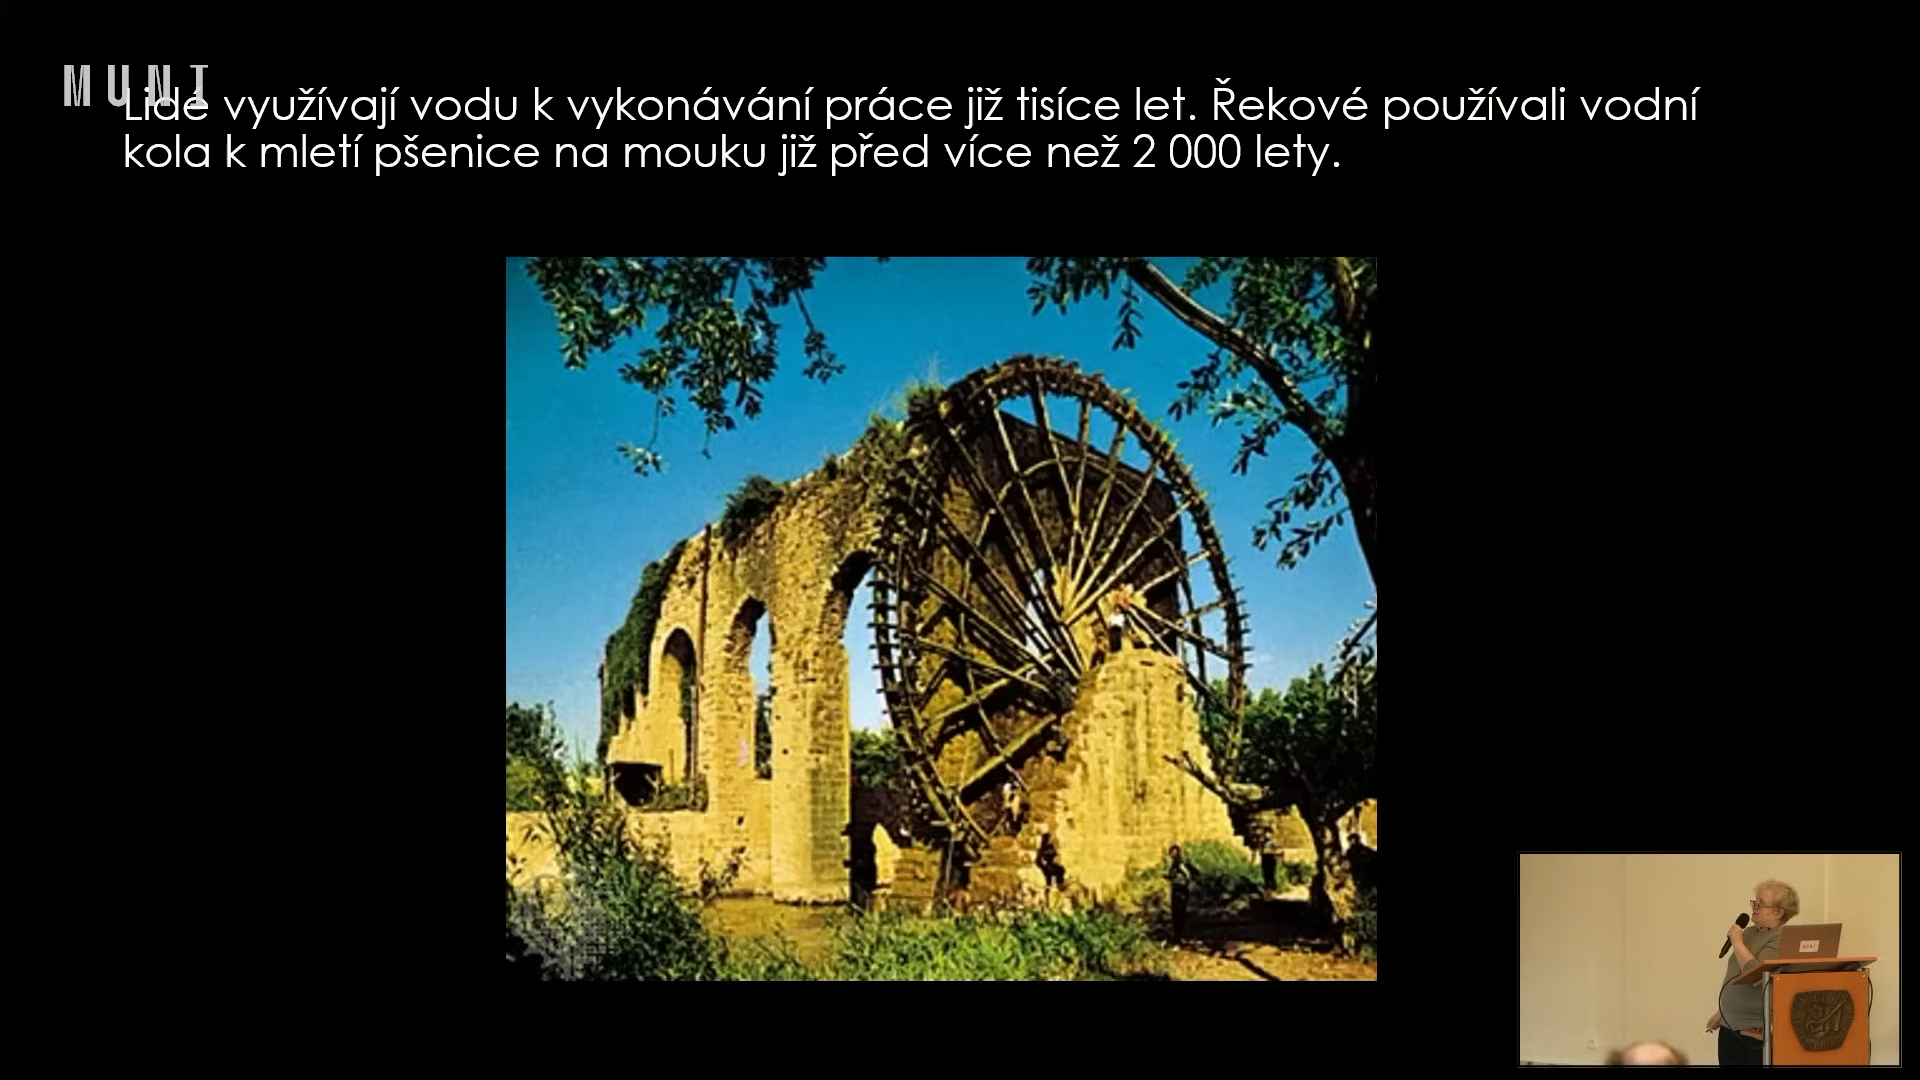 MUNI
Lidé využívají vodu k vykonávání práce již tisíce let. Řekové používali vodní
kola k mletí pšenice na mouku již před více než 2 000 lety.